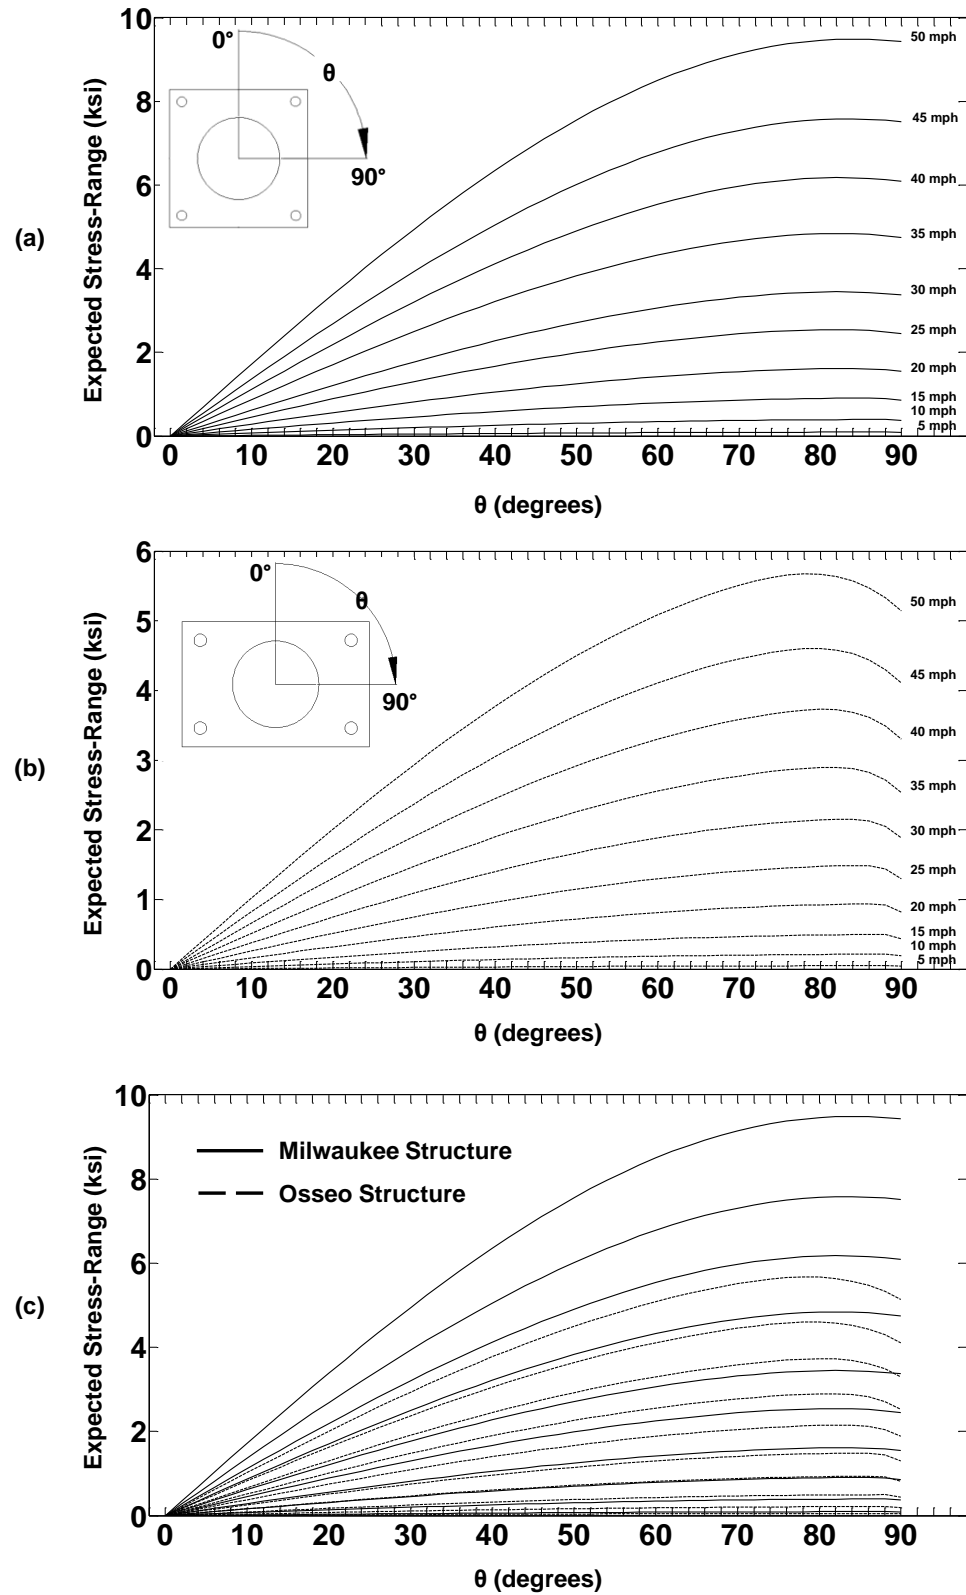 (a)
Expected Stress-Range (ksi)
10
8
6
4
2
0
0°
θ
90°
50 mph
45 mph
40 mph
35 mph
30 mph
25 mph
20 mph
15 mph
10 mph
5 mph
0 10 20 30 40 50 60 70 80 90
θ (degrees)
(b)
Expected Stress-Range (ksi)
6
5
4
3
2
1
0
0°
θ
90°
50 mph
45 mph
40 mph
35 mph
30 mph
25 mph
20 mph
15 mph
10 mph
5 mph
0 10 20 30 40 50 60 70 80 90
θ (degrees)
(c)
Expected Stress-Range (ksi)
10
8
6
4
2
0
Milwaukee Structure
Osseo Structure
0 10 20 30 40 50 60 70 80 90
θ (degrees)